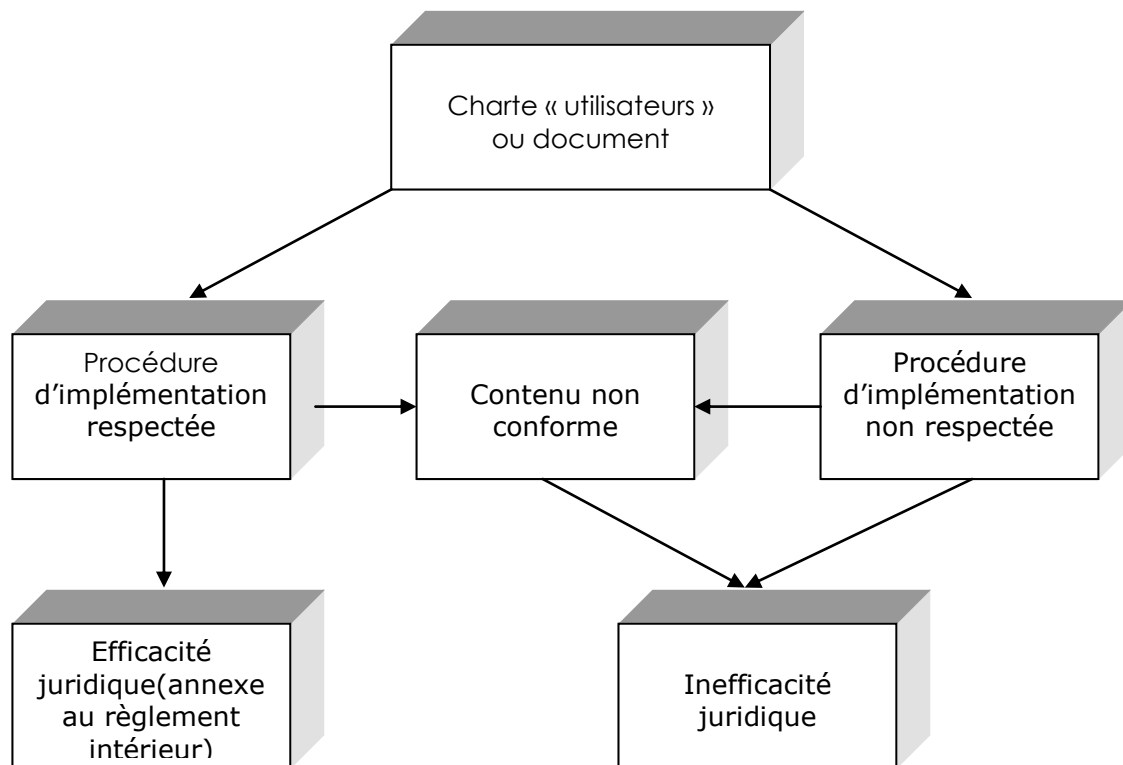 Charte « utilisateurs »
ou document
Procédure
d’implémentation
respectée
Contenu non
conforme
Procédure
d’implémentation
non respectée
Efficacité
juridique(annexe
au règlement
intérieur)
Inefficacité
juridique